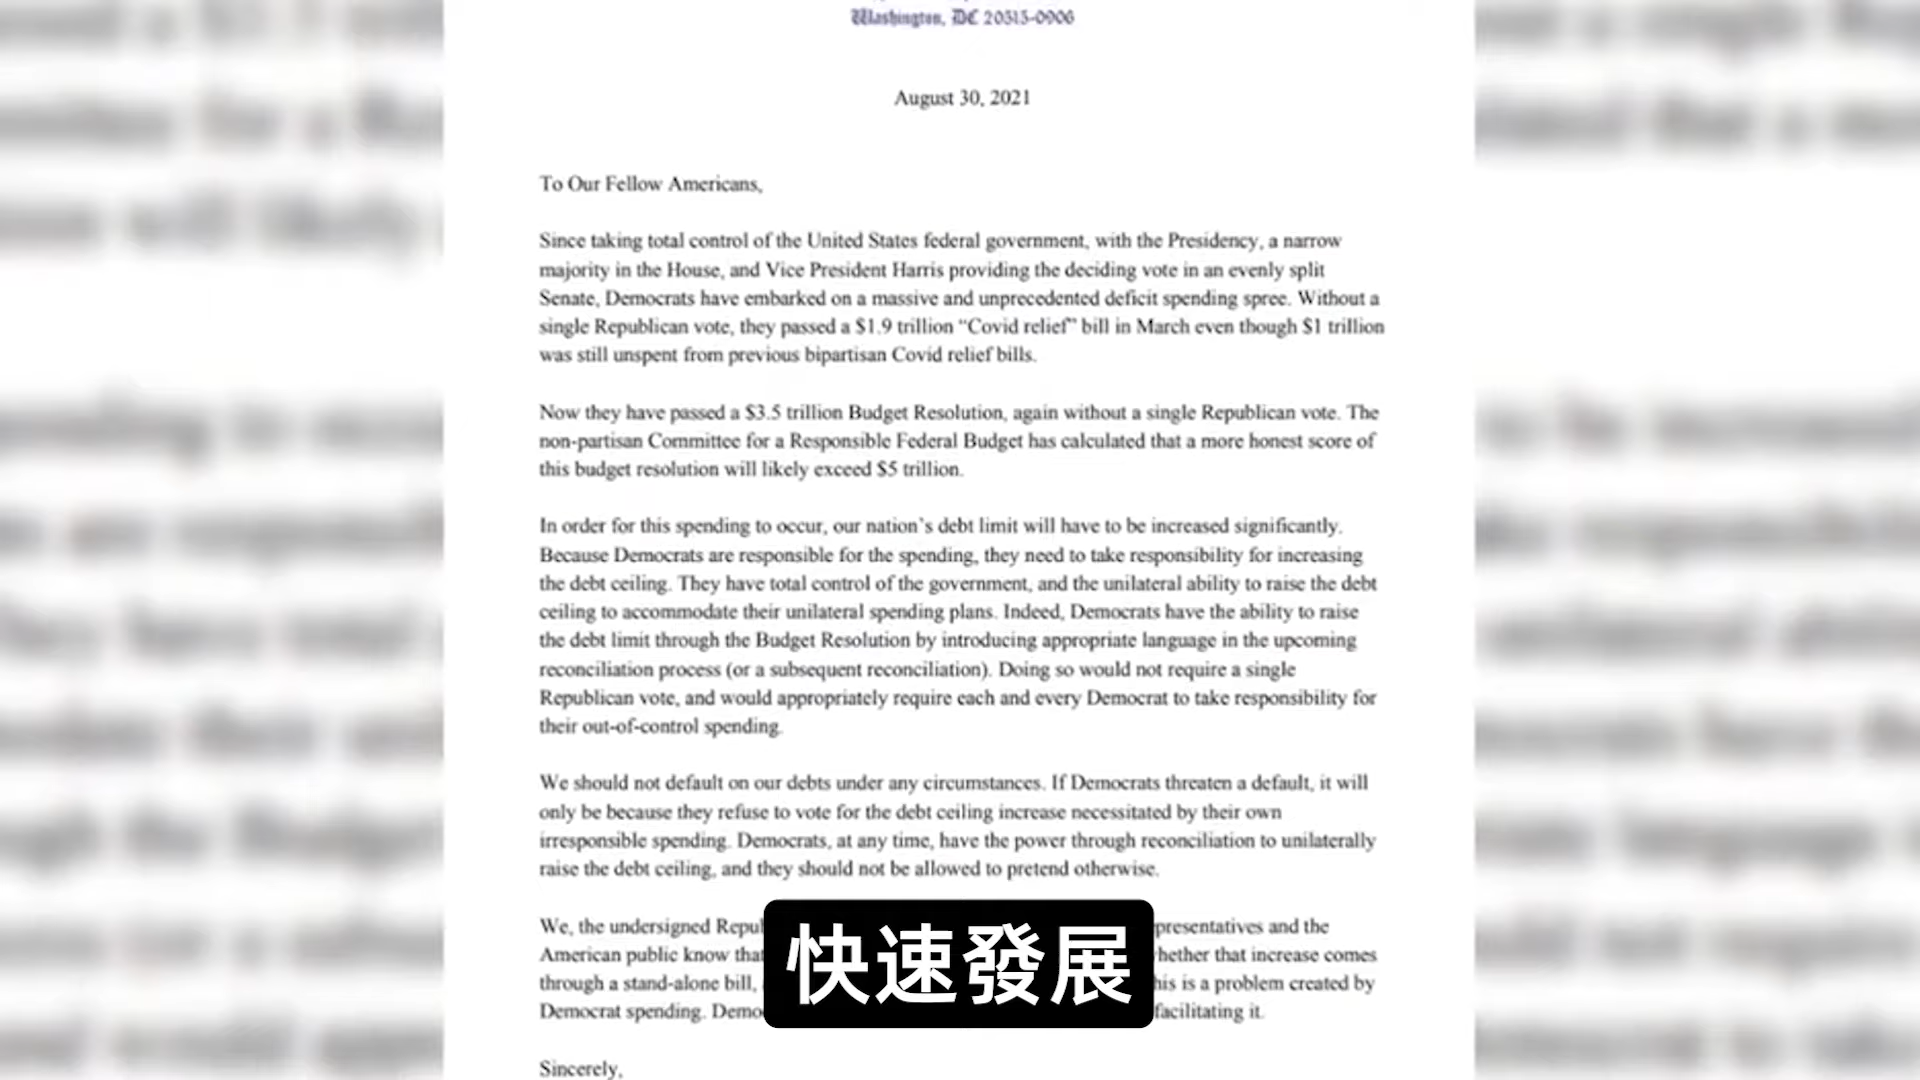 Washington, DC 20515-0906
August 30, 2021
To Our Fellow Americans,
Since taking total control of the United States federal government, with the Presidency, a narrow
majority in the House, and Vice President Harris providing the deciding vote in an evenly split
Senate, Democrats have embarked on a massive and unprecedented deficit spending spree. Without a
single Republican vote, they passed a $1.9 trillion “Covid relief” bill in March even though $1 trillion
was still unspent from previous bipartisan Covid relief bills.
Now they have passed a $3.5 trillion Budget Resolution, again without a single Republican vote. The
non-partisan Committee for a Responsible Federal Budget has calculated that a more honest score of
this budget resolution will likely exceed $5 trillion.
In order for this spending to occur, our nation’s debt limit will have to be increased significantly.
Because Democrats are responsible for the spending, they need to take responsibility for increasing
the debt ceiling. They have total control of the government, and the unilateral ability to raise the debt
ceiling to accommodate their unilateral spending plans. Indeed, Democrats have the ability to raise
the debt limit through the Budget Resolution by introducing appropriate language in the upcoming
reconciliation process (or a subsequent reconciliation). Doing so would not require a single
Republican vote, and would appropriately require each and every Democrat to take responsibility for
their out-of-control spending.
We should not default on our debts under any circumstances. If Democrats threaten a default, it will
only be because they refuse to vote for the debt ceiling increase necessitated by their own
irresponsible spending. Democrats, at any time, have the power through reconciliation to unilaterally
raise the debt ceiling, and they should not be allowed to pretend otherwise.
We, the undersigned presentatives and the
American public know that hether that increase comes
through a stand-alone bill, his is a problem created by
Democrat spending. facilitating it.
快速發展
Sincerely,